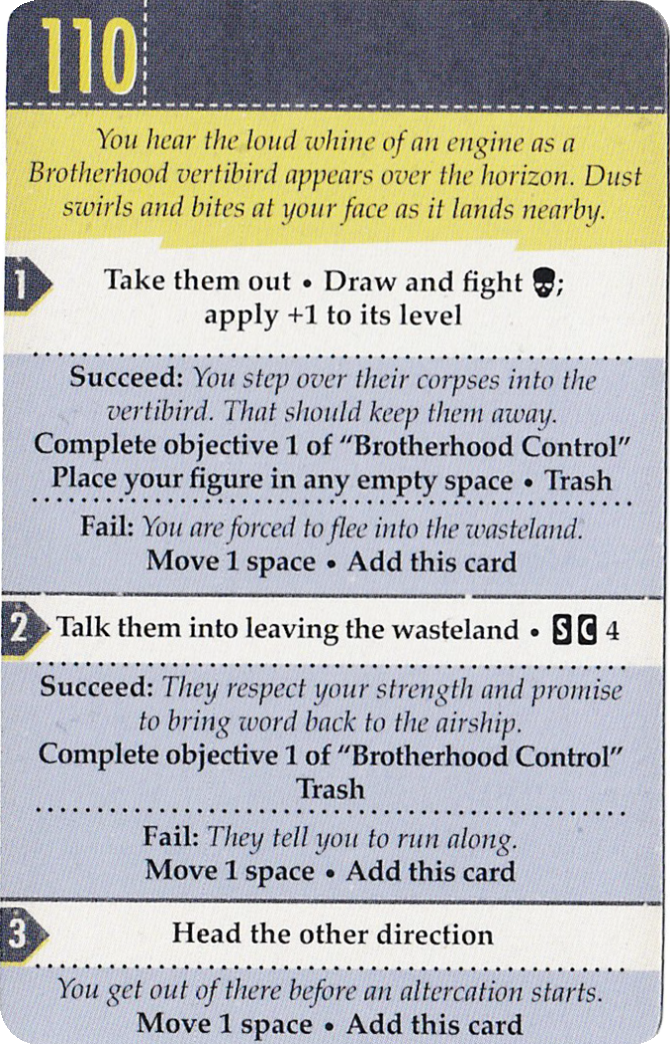 110
You hear the loud whine of an engine as a
Brotherhood vertibird appears over the horizon. Dust
swirls and bites at your face as it lands nearby.
1
Take them out • Draw and fight ;
apply +1 to its level
Succeed: You step over their corpses into the
vertibird. That should keep them away.
Complete objective 1 of “Brotherhood Control”
Place your figure in any empty space • Trash
Fail: You are forced to flee into the wasteland.
Move 1 space • Add this card
2 Talk them into leaving the wasteland • S C 4
Succeed: They respect your strength and promise
to bring word back to the airship.
Complete objective 1 of “Brotherhood Control”
Trash
Fail: They tell you to run along.
Move 1 space • Add this card
3 Head the other direction
You get out of there before an altercation starts.
Move 1 space • Add this card